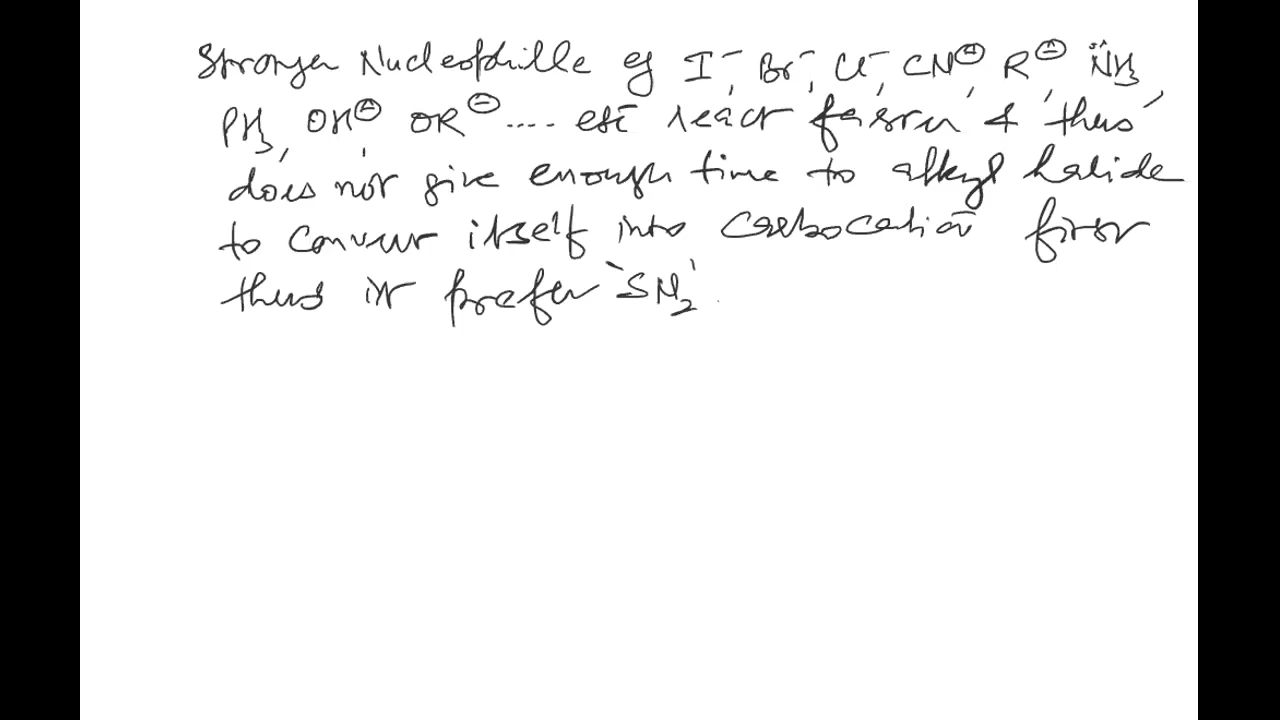 Stronger Nucleophille eg I⁻, Br⁻, Cl⁻, CN⊖, R⊖, N̈H₃,
PH₃, OH⊖, OR⊖ .... etc react faster & thus
does not give enough time to alkyl halide
to convert itself into carbocation first
thus it prefer 'SN₂'